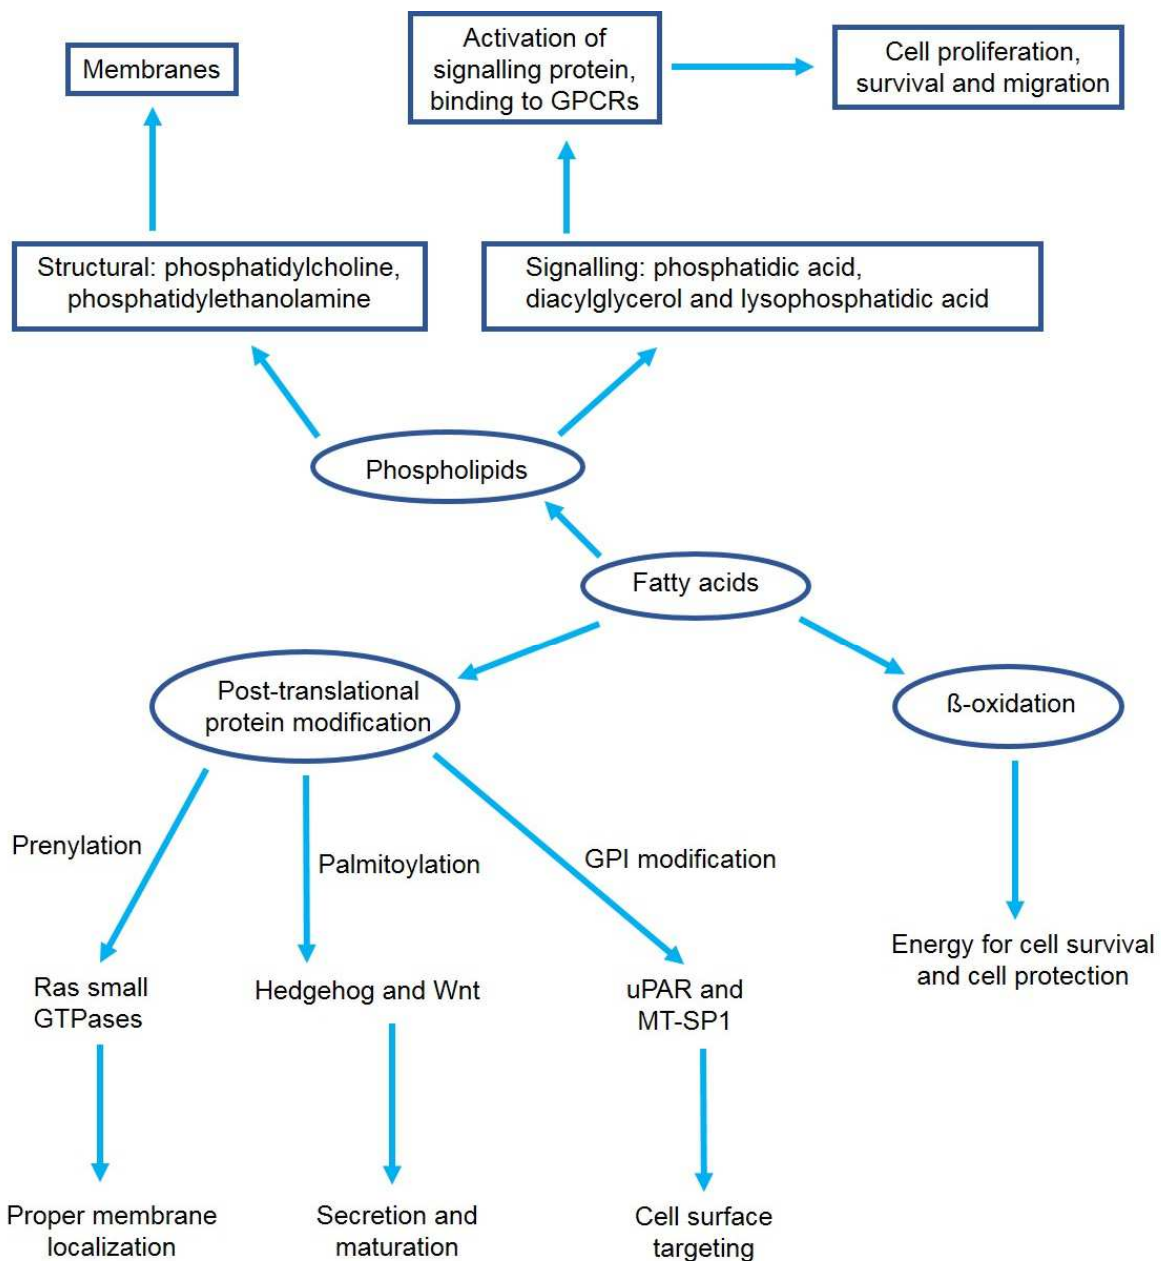 Membranes
Activation of
signalling protein,
binding to GPCRs
Cell proliferation,
survival and migration
Structural: phosphatidylcholine,
phosphatidylethanolamine
Signalling: phosphatidic acid,
diacylglycerol and lysophosphatidic acid
Phospholipids
Fatty acids
Post-translational
protein modification
ß-oxidation
Prenylation
Palmitoylation
GPI modification
Energy for cell survival
and cell protection
Ras small
GTPases
Hedgehog and Wnt
uPAR and
MT-SP1
Proper membrane
localization
Secretion and
maturation
Cell surface
targeting